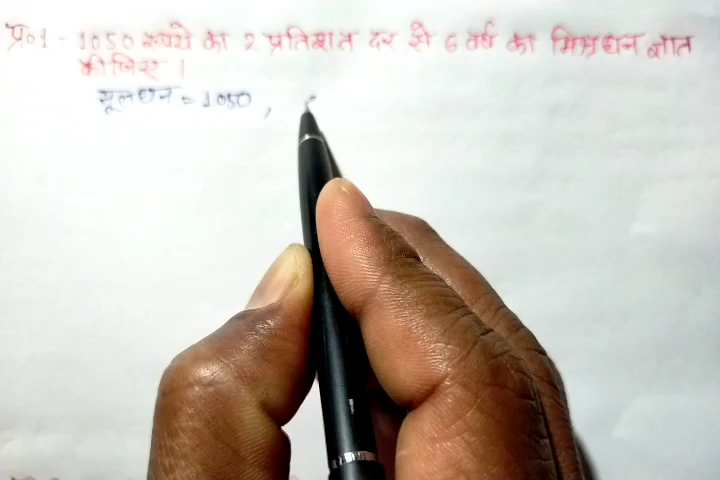 प्र०1 - 1050 रूपये का 2 प्रतिशत दर से 6 वर्ष का मिश्रधन ज्ञात
कीजिए ।
मूलधन = 1050 ,